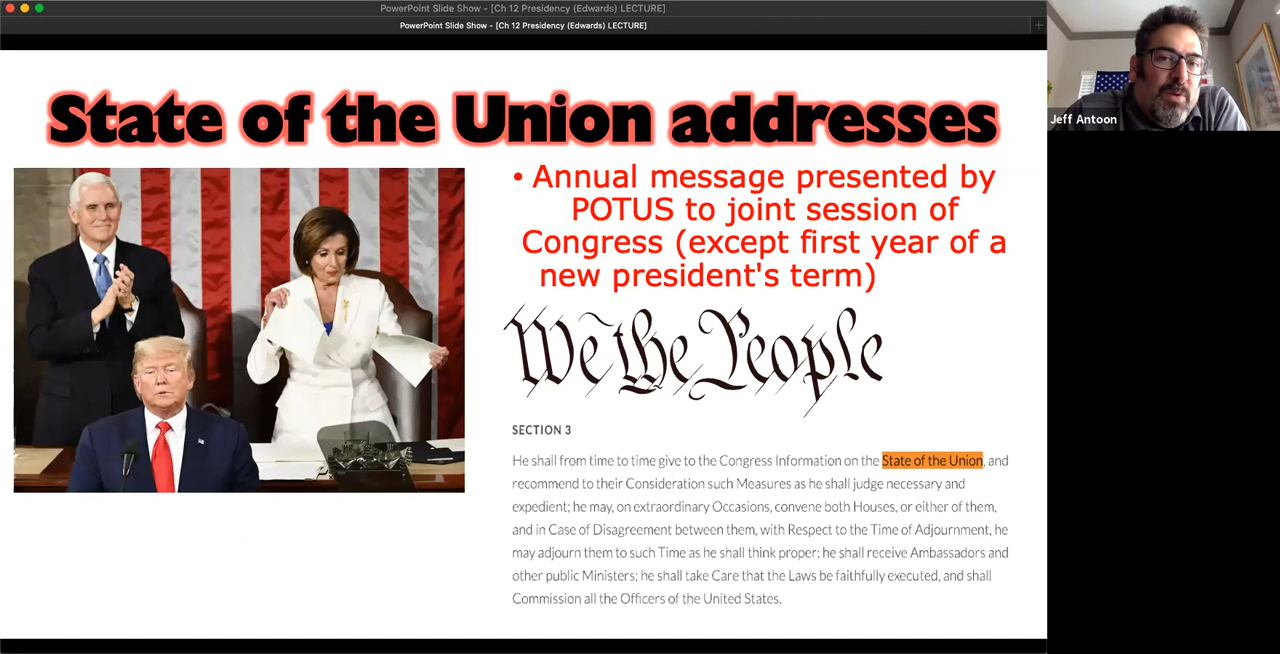 PowerPoint Slide Show - [Ch 12 Presidency (Edwards) LECTURE]
PowerPoint Slide Show - [Ch 12 Presidency (Edwards) LECTURE]
State of the Union addresses
• Annual message presented by
POTUS to joint session of
Congress (except first year of a
new president's term)
We the People
SECTION 3
He shall from time to time give to the Congress Information on the State of the Union, and
recommend to their Consideration such Measures as he shall judge necessary and
expedient; he may, on extraordinary Occasions, convene both Houses, or either of them,
and in Case of Disagreement between them, with Respect to the Time of Adjournment, he
may adjourn them to such Time as he shall think proper; he shall receive Ambassadors and
other public Ministers; he shall take Care that the Laws be faithfully executed, and shall
Commission all the Officers of the United States.
Jeff Antoon